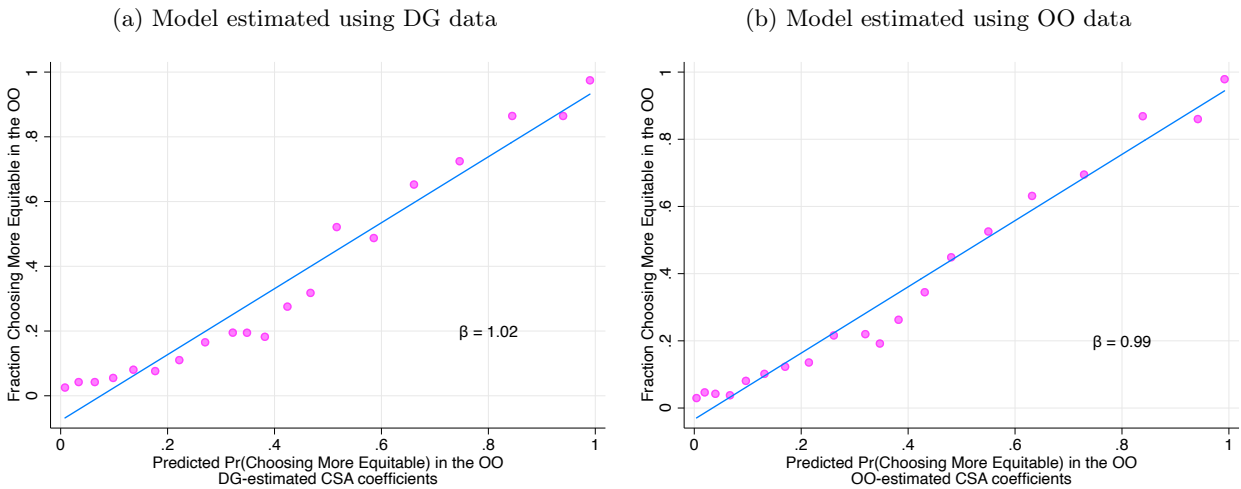 (a) Model estimated using DG data
Fraction Choosing More Equitable in the OO
1
.8
.6
.4
.2
0
β = 1.02
0 .2 .4 .6 .8 1
Predicted Pr(Choosing More Equitable) in the OO
DG-estimated CSA coefficients
(b) Model estimated using OO data
Fraction Choosing More Equitable in the OO
1
.8
.6
.4
.2
0
β = 0.99
0 .2 .4 .6 .8 1
Predicted Pr(Choosing More Equitable) in the OO
OO-estimated CSA coefficients